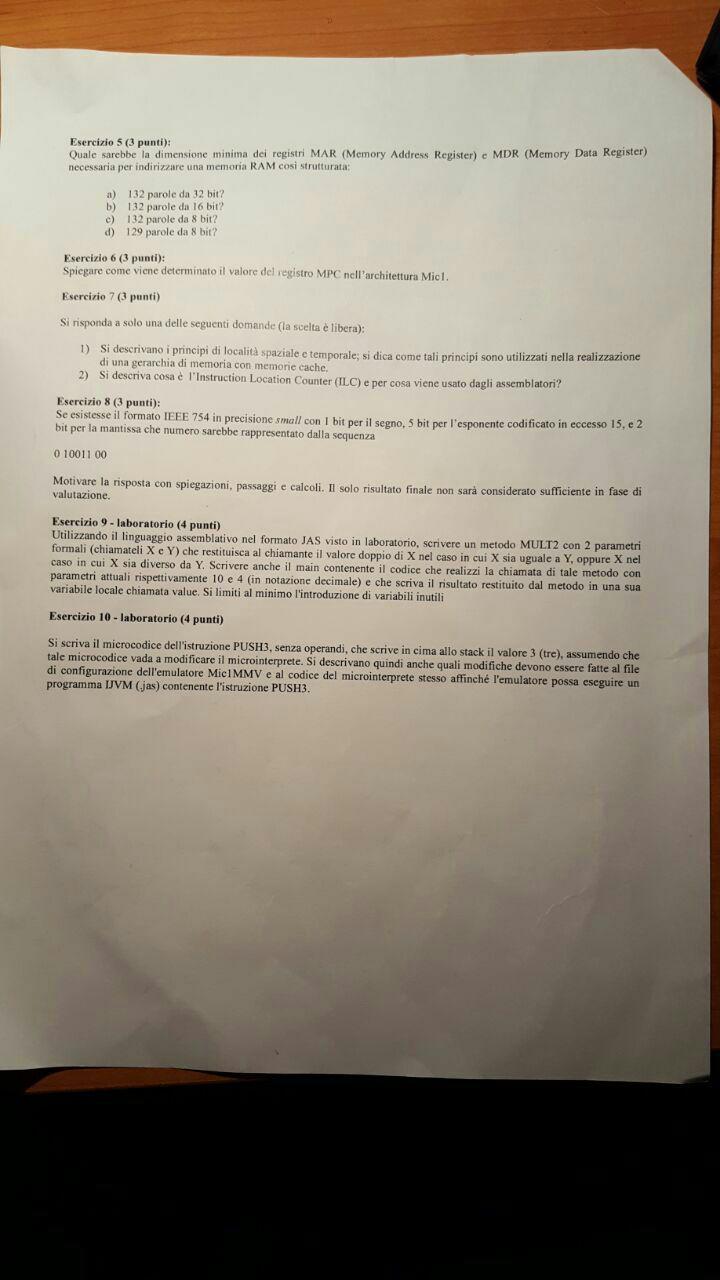 Esercizio 5 (3 punti):
Quale sarebbe la dimensione minima dei registri MAR (Memory Address Register) e MDR (Memory Data Register)
necessaria per indirizzare una memoria RAM così strutturata:
a) 132 parole da 32 bit?
b) 132 parole da 16 bit?
c) 132 parole da 8 bit?
d) 129 parole da 8 bit?
Esercizio 6 (3 punti):
Spiegare come viene determinato il valore del registro MPC nell'architettura Mic1.
Esercizio 7 (3 punti)
Si risponda a solo una delle seguenti domande (la scelta è libera):
1) Si descrivano i principi di località spaziale e temporale; si dica come tali principi sono utilizzati nella realizzazione
di una gerarchia di memoria con memorie cache.
2) Si descriva cosa è l'Instruction Location Counter (ILC) e per cosa viene usato dagli assemblatori?
Esercizio 8 (3 punti):
Se esistesse il formato IEEE 754 in precisione small con 1 bit per il segno, 5 bit per l'esponente codificato in eccesso 15, e 2
bit per la mantissa che numero sarebbe rappresentato dalla sequenza
0 10011 00
Motivare la risposta con spiegazioni, passaggi e calcoli. Il solo risultato finale non sarà considerato sufficiente in fase di
valutazione.
Esercizio 9 - laboratorio (4 punti)
Utilizzando il linguaggio assemblativo nel formato JAS visto in laboratorio, scrivere un metodo MULT2 con 2 parametri
formali (chiamateli X e Y) che restituisca al chiamante il valore doppio di X nel caso in cui X sia uguale a Y, oppure X nel
caso in cui X sia diverso da Y. Scrivere anche il main contenente il codice che realizzi la chiamata di tale metodo con
parametri attuali rispettivamente 10 e 4 (in notazione decimale) e che scriva il risultato restituito dal metodo in una sua
variabile locale chiamata value. Si limiti al minimo l'introduzione di variabili inutili
Esercizio 10 - laboratorio (4 punti)
Si scriva il microcodice dell'istruzione PUSH3, senza operandi, che scrive in cima allo stack il valore 3 (tre), assumendo che
tale microcodice vada a modificare il microinterprete. Si descrivano quindi anche quali modifiche devono essere fatte al file
di configurazione dell'emulatore Mic1MMV e al codice del microinterprete stesso affinché l'emulatore possa eseguire un
programma IJVM (.jas) contenente l'istruzione PUSH3.